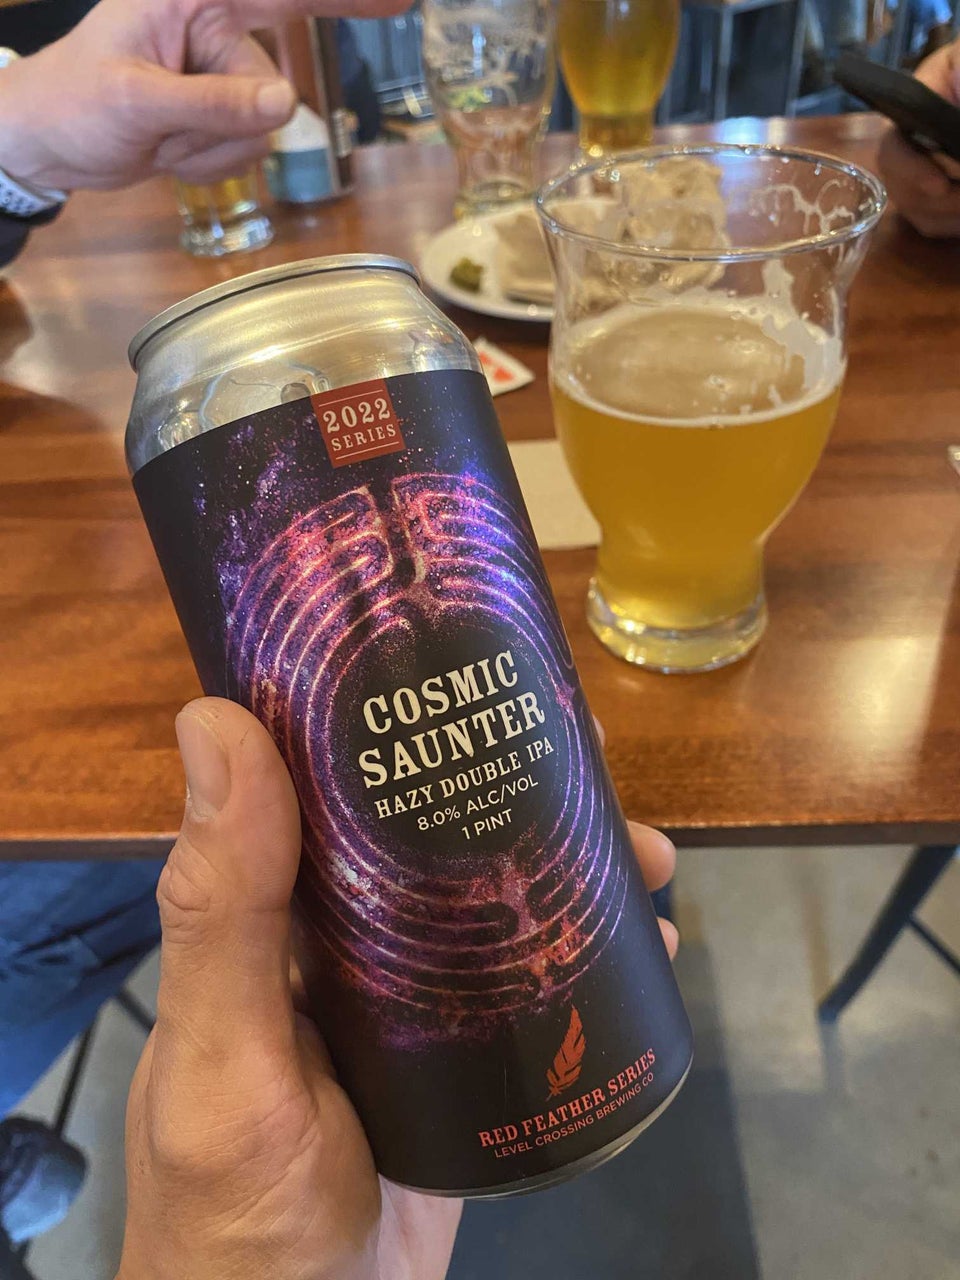 2022
SERIES
COSMIC
SAUNTER
HAZY DOUBLE IPA
8.0% ALC/VOL
1 PINT
RED FEATHER SERIES
LEVEL CROSSING BREWING CO